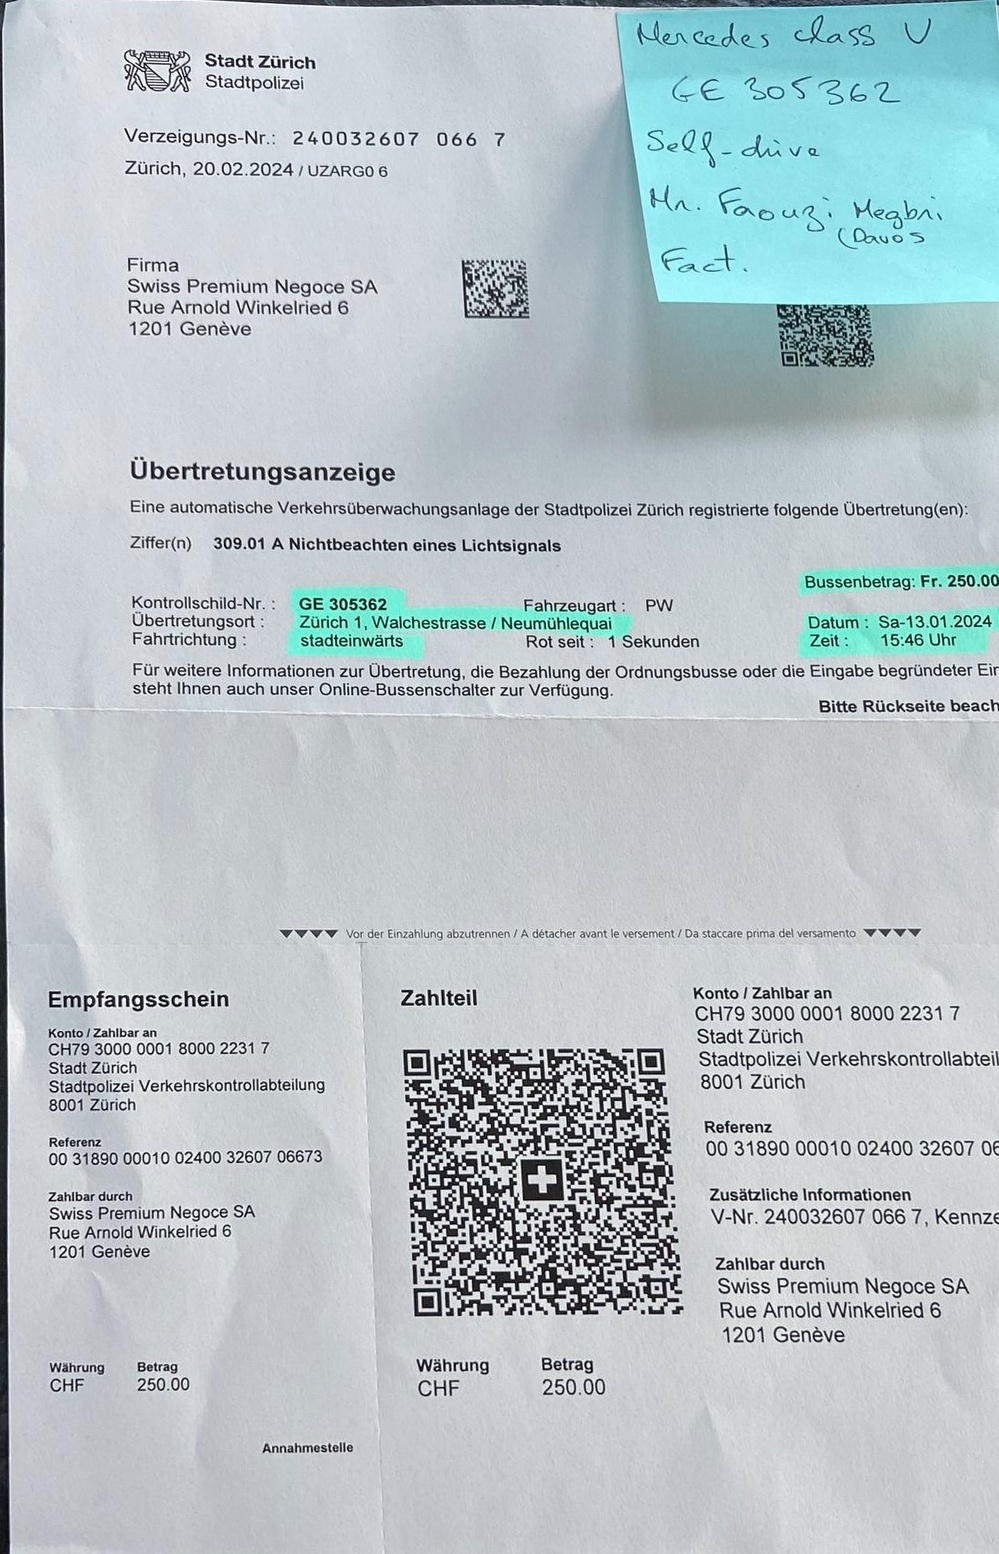 Stadt Zürich
Stadtpolizei
Verzeigungs-Nr.: 240032607 066 7
Zürich, 20.02.2024 / UZARG0 6
Mercedes class V
GE 305362
Self-drive
Mr. Faouzi Megbri
(Davos
Fact.
Firma
Swiss Premium Negoce SA
Rue Arnold Winkelried 6
1201 Genève
Übertretungsanzeige
Eine automatische Verkehrsüberwachungsanlage der Stadtpolizei Zürich registrierte folgende Übertretung(en):
Ziffer(n) 309.01 A Nichtbeachten eines Lichtsignals
Bussenbetrag: Fr. 250.00
Kontrollschild-Nr. : GE 305362 Fahrzeugart : PW
Übertretungsort : Zürich 1, Walchestrasse / Neumühlequai Datum : Sa-13.01.2024
Fahrtrichtung : stadteinwärts Rot seit : 1 Sekunden Zeit : 15:46 Uhr
Für weitere Informationen zur Übertretung, die Bezahlung der Ordnungsbusse oder die Eingabe begründeter Ein
steht Ihnen auch unser Online-Bussenschalter zur Verfügung.
Bitte Rückseite beach
Vor der Einzahlung abzutrennen / A détacher avant le versement / Da staccare prima del versamento
Empfangsschein
Konto / Zahlbar an
CH79 3000 0001 8000 2231 7
Stadt Zürich
Stadtpolizei Verkehrskontrollabteilung
8001 Zürich
Referenz
00 31890 00010 02400 32607 06673
Zahlbar durch
Swiss Premium Negoce SA
Rue Arnold Winkelried 6
1201 Genève
Währung Betrag
CHF 250.00
Annahmestelle
Zahlteil
Währung Betrag
CHF 250.00
Konto / Zahlbar an
CH79 3000 0001 8000 2231 7
Stadt Zürich
Stadtpolizei Verkehrskontrollabteil
8001 Zürich
Referenz
00 31890 00010 02400 32607 06
Zusätzliche Informationen
V-Nr. 240032607 066 7, Kennze
Zahlbar durch
Swiss Premium Negoce SA
Rue Arnold Winkelried 6
1201 Genève